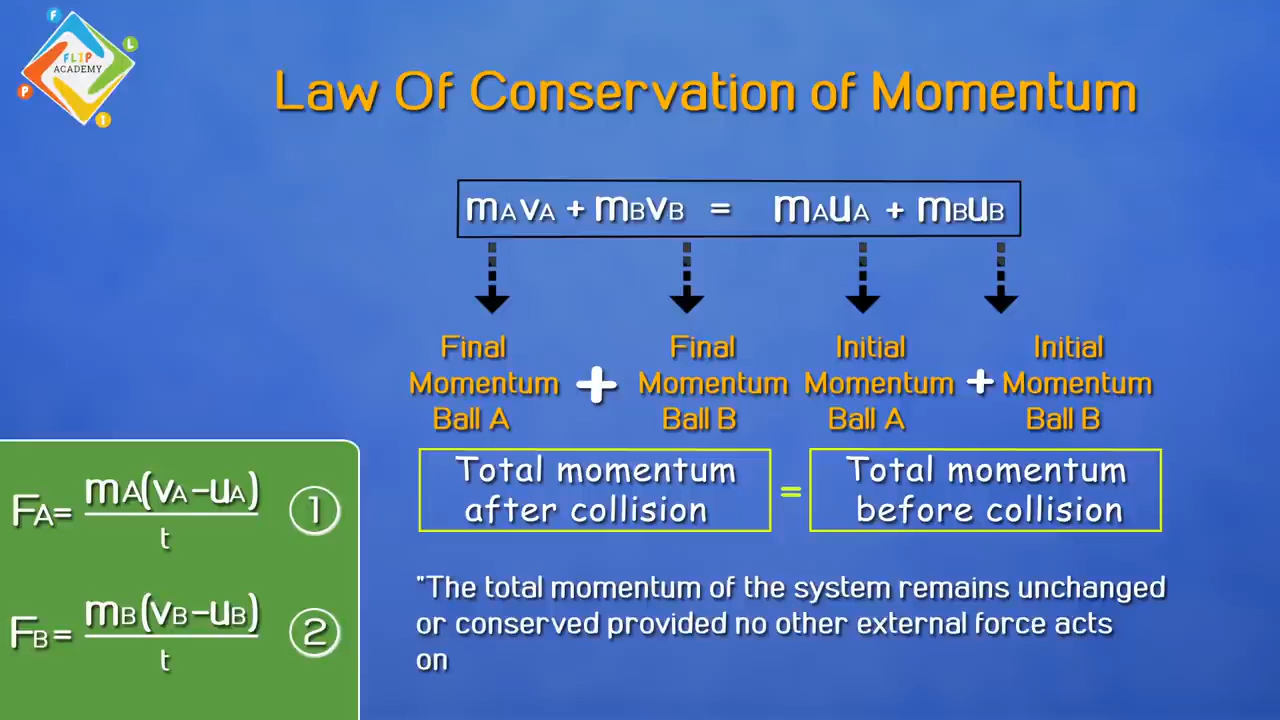 F
L
FLIP
ACADEMY
P
I
Law Of Conservation of Momentum
mAvA + mBvB = mAuA + mBuB
Final Momentum Ball A + Final Momentum Ball B Initial Momentum Ball A + Initial Momentum Ball B
Total momentum after collision = Total momentum before collision
FA= mA(vA-uA) / t ①
FB= mB(vB-uB) / t ②
"The total momentum of the system remains unchanged
or conserved provided no other external force acts
on